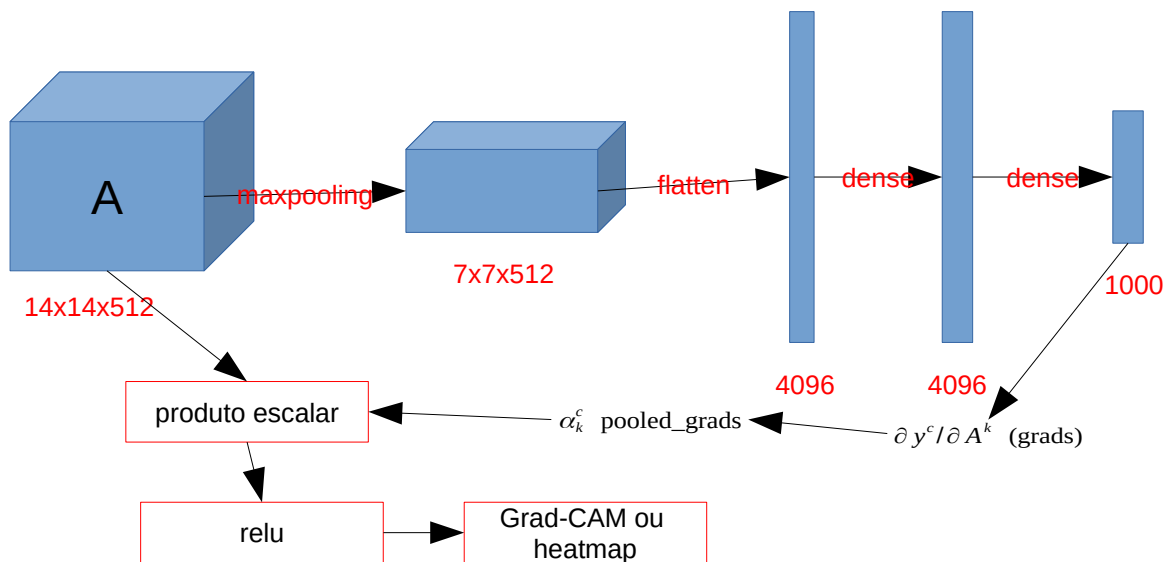 A
maxpooling
flatten
dense
dense
14x14x512
7x7x512
4096
4096
1000
produto escalar
α_k^c pooled_grads
∂ y^c / ∂ A^k (grads)
relu
Grad-CAM ou
heatmap